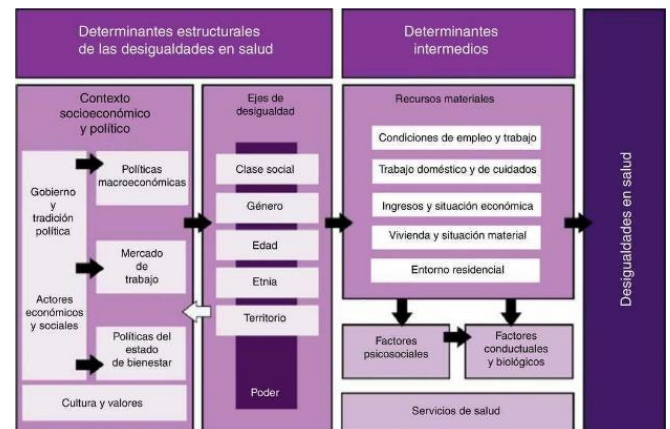 Determinantes estructurales
de las desigualdades en salud
Determinantes
intermedios
Desigualdades en salud
Contexto
socioeconómico
y político
Gobierno
y
tradición
política
Actores
económicos
y sociales
Políticas
macroeconómicas
Mercado
de
trabajo
Políticas del
estado
de bienestar
Cultura y valores
Ejes de
desigualdad
Clase social
Género
Edad
Etnia
Territorio
Poder
Recursos materiales
Condiciones de empleo y trabajo
Trabajo doméstico y de cuidados
Ingresos y situación económica
Vivienda y situación material
Entorno residencial
Factores
psicosociales
Factores
conductuales
y biológicos
Servicios de salud